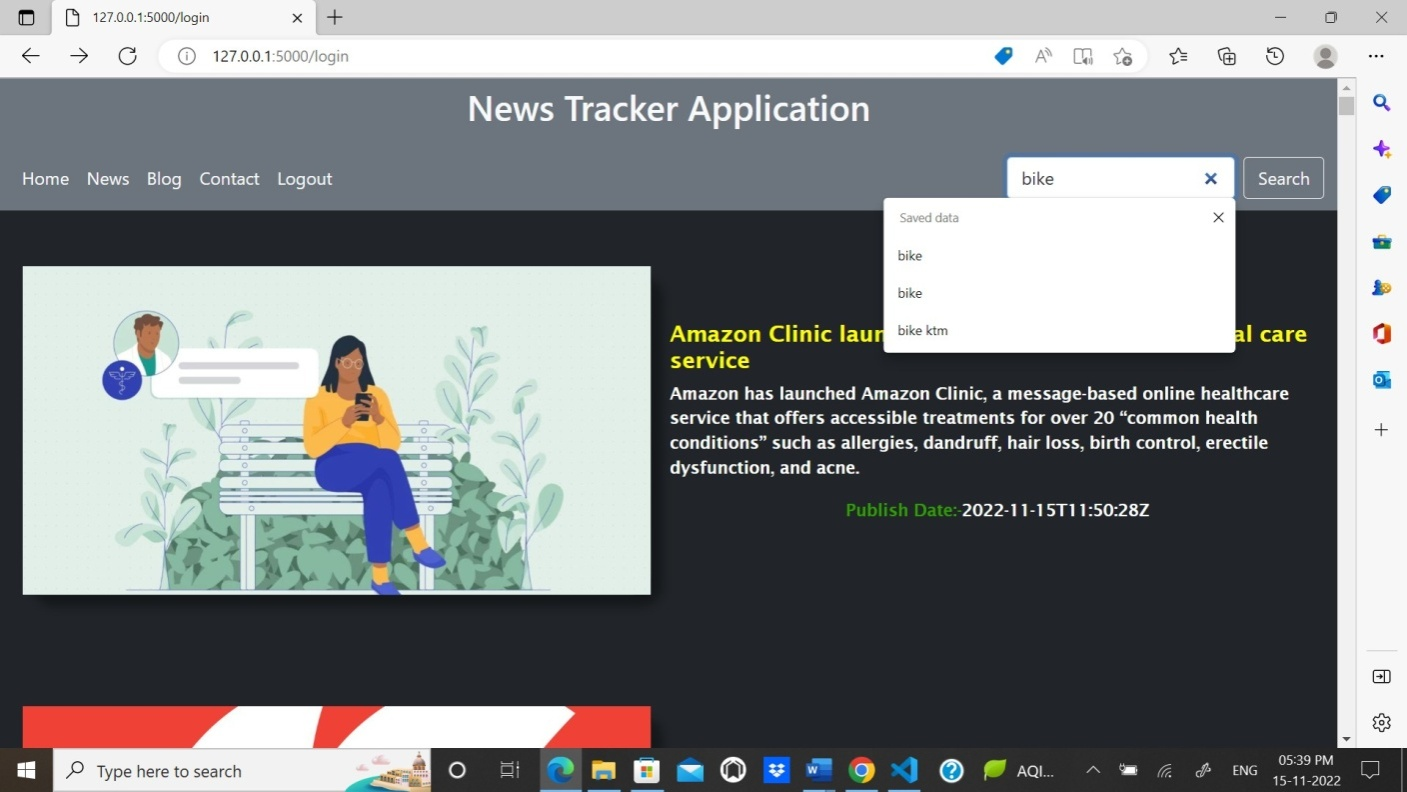 127.0.0.1:5000/login
127.0.0.1:5000/login
News Tracker Application
Home News Blog Contact Logout
bike
Search
Saved data
bike
bike
bike ktm
Amazon Clinic laun al care
service
Amazon has launched Amazon Clinic, a message-based online healthcare
service that offers accessible treatments for over 20 “common health
conditions” such as allergies, dandruff, hair loss, birth control, erectile
dysfunction, and acne.
Publish Date:-2022-11-15T11:50:28Z
Type here to search
AQI...
ENG
05:39 PM
15-11-2022